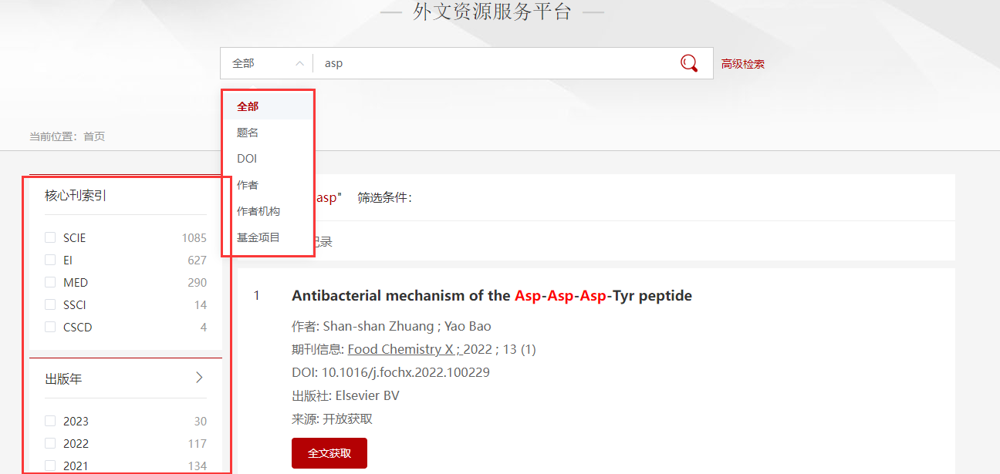 外文资源服务平台
全部 asp 高级检索
全部
题名
DOI
作者
作者机构
基金项目
当前位置：首页
核心刊索引
SCIE 1085
EI 627
MED 290
SSCI 14
CSCD 4
出版年
2023 30
2022 117
2021 134
asp" 筛选条件：
记录
1 Antibacterial mechanism of the Asp-Asp-Asp-Tyr peptide
作者: Shan-shan Zhuang ; Yao Bao
期刊信息: Food Chemistry X ; 2022 ; 13 (1)
DOI: 10.1016/j.fochx.2022.100229
出版社: Elsevier BV
来源: 开放获取
全文获取